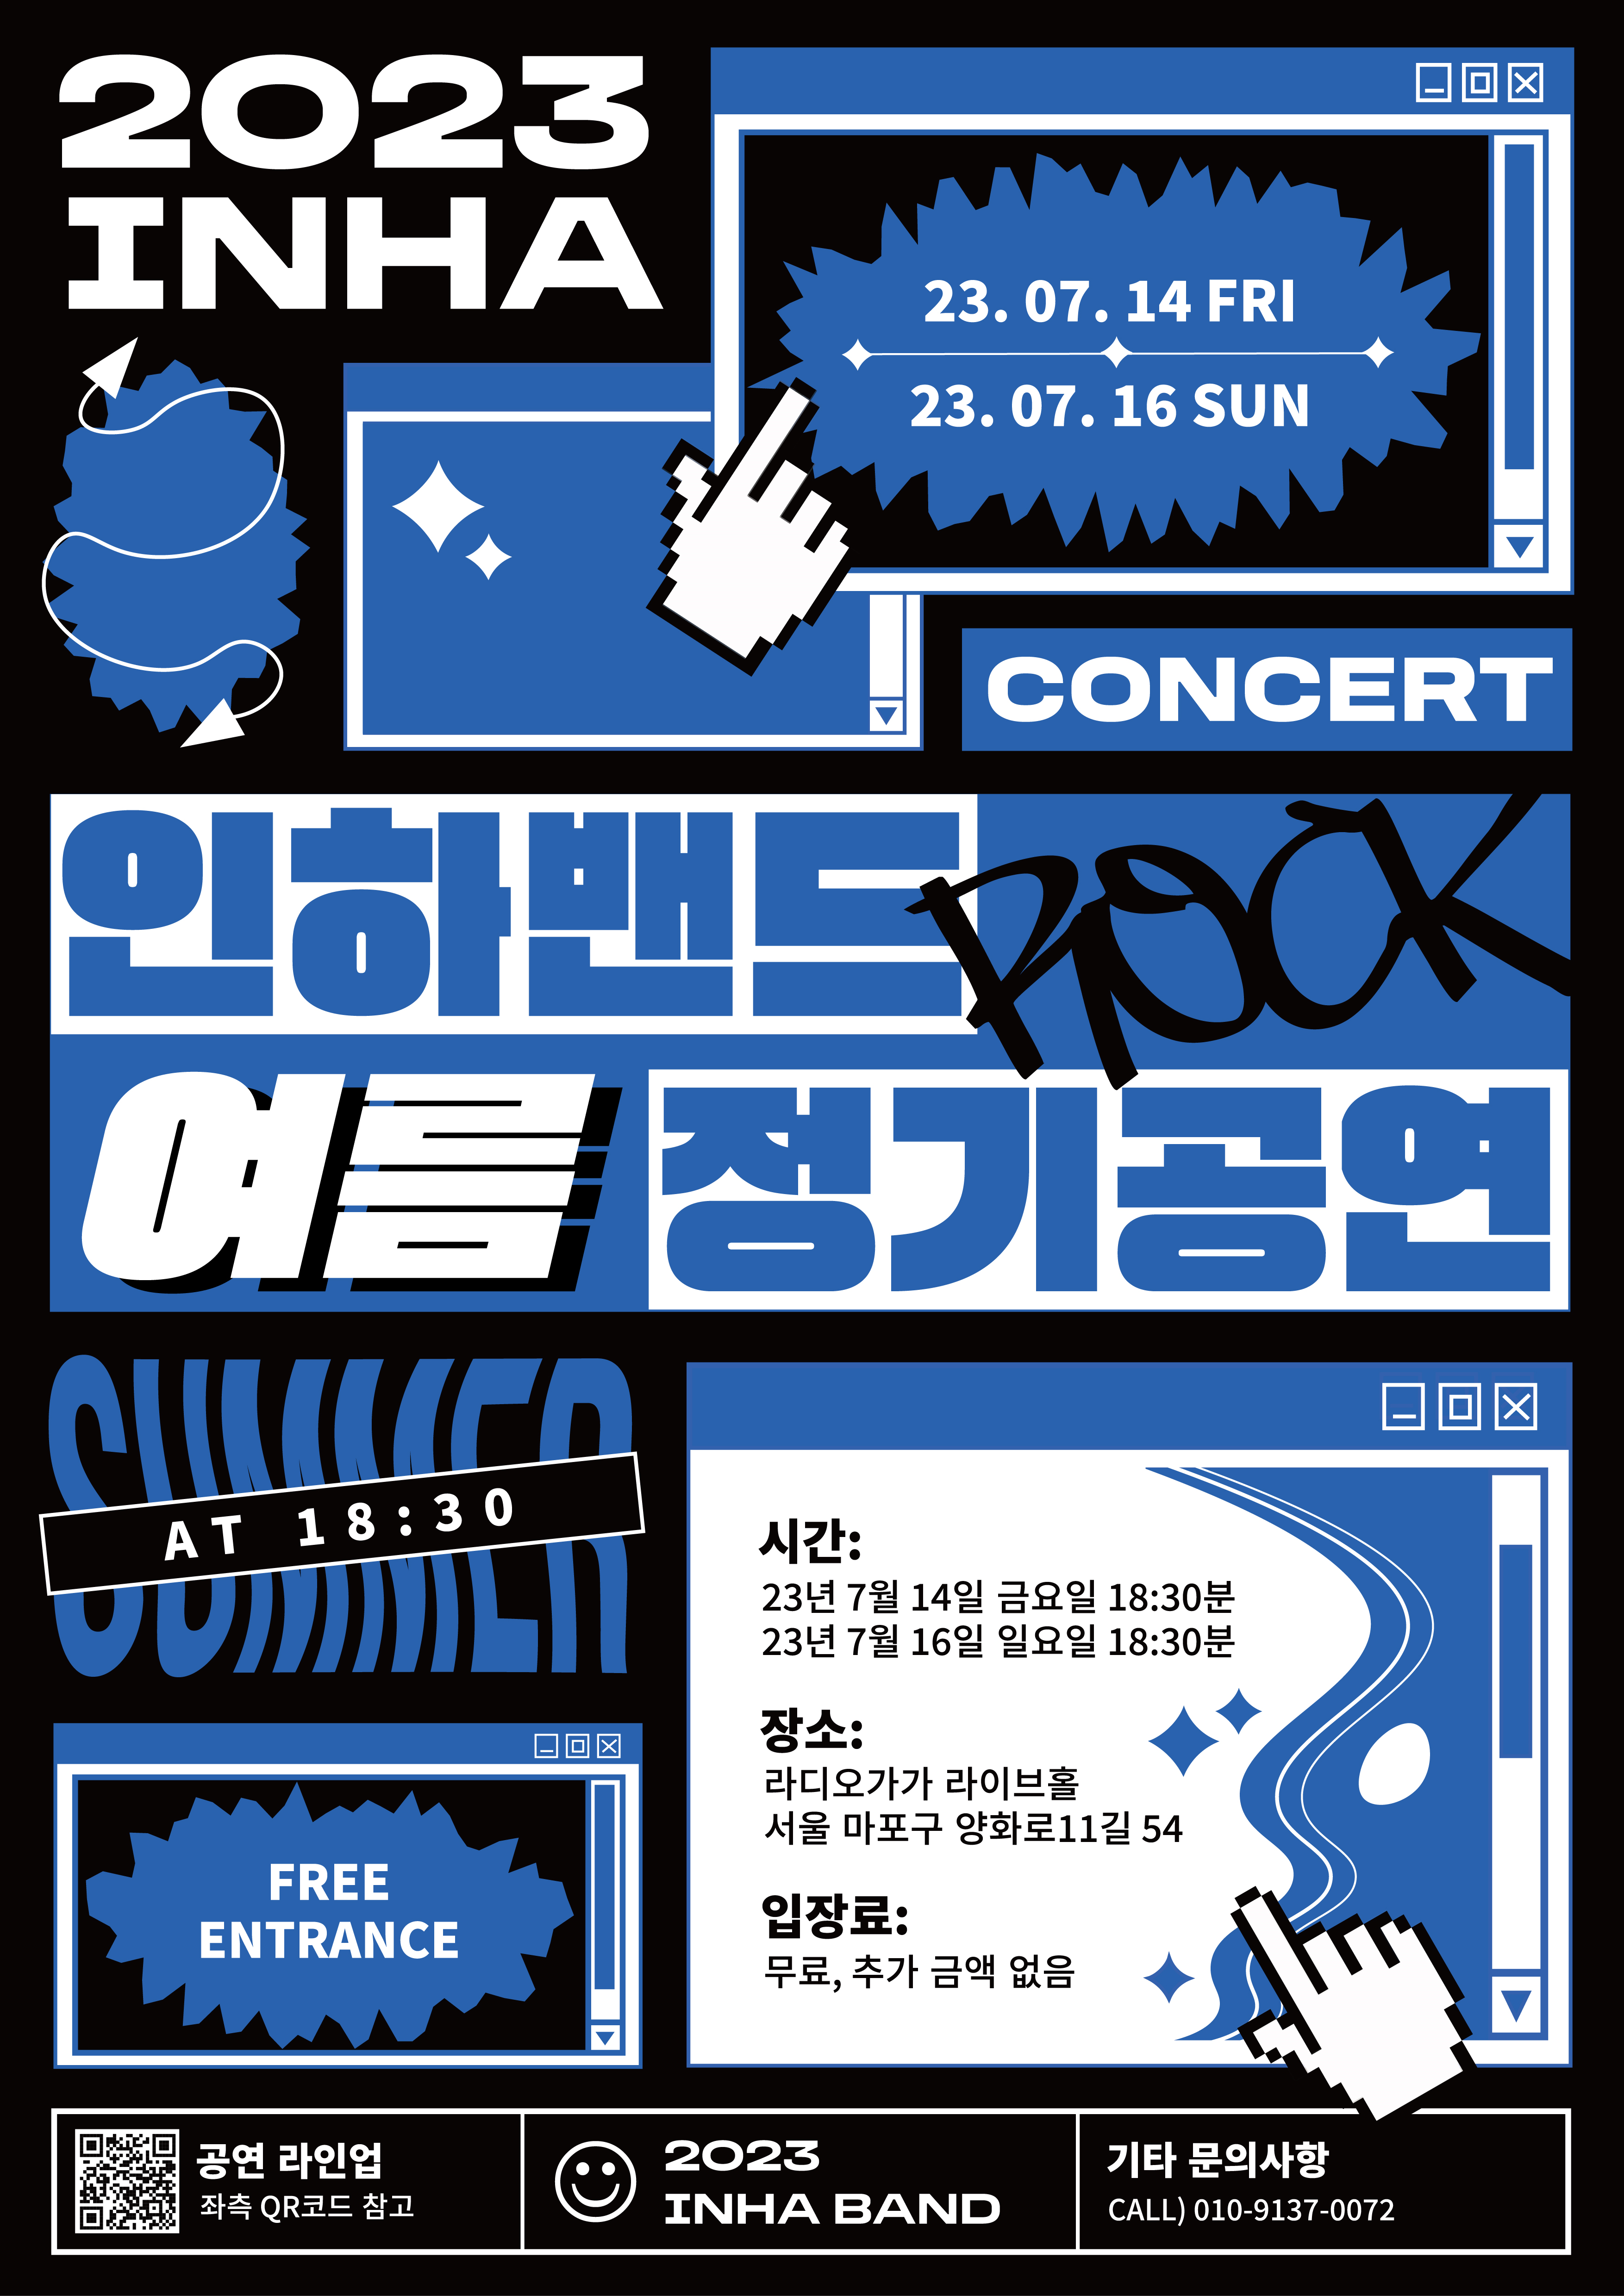 2023
INHA
23. 07. 14 FRI
23. 07. 16 SUN
CONCERT
인하밴드
ROCK
여름
정기공연
SUMMER
AT 18:30
시간:
23년 7월 14일 금요일 18:30분
23년 7월 16일 일요일 18:30분
장소:
라디오가가 라이브홀
서울 마포구 양화로11길 54
입장료:
무료, 추가 금액 없음
FREE
ENTRANCE
공연 라인업
좌측 QR코드 참고
2023
INHA BAND
기타 문의사항
CALL) 010-9137-0072